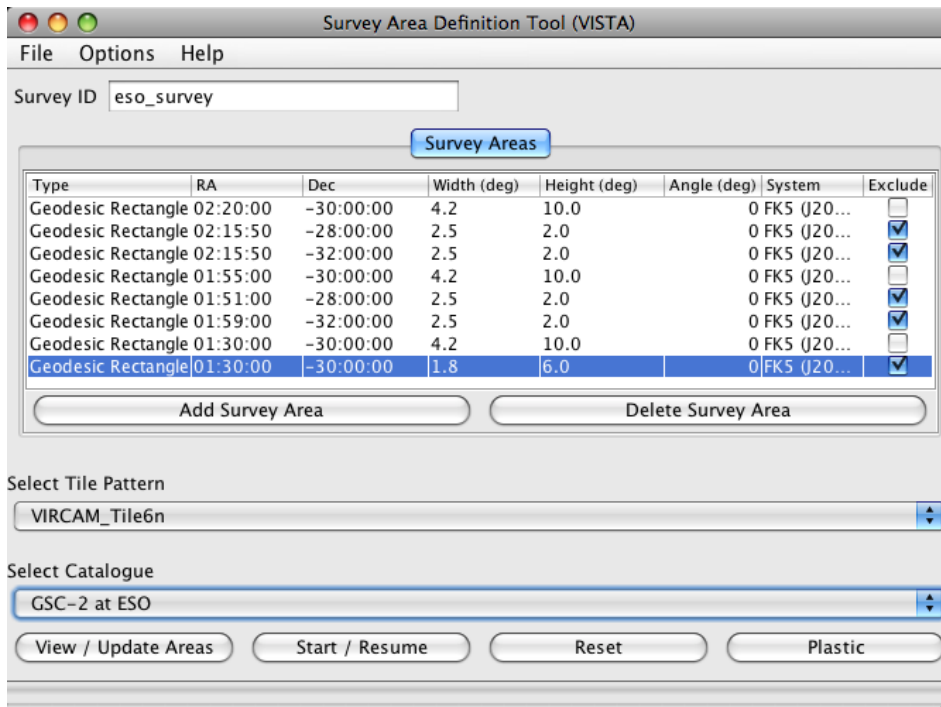 Survey Area Definition Tool (VISTA)
File Options Help
Survey ID eso_survey
Survey Areas
Type RA Dec Width (deg) Height (deg) Angle (deg) System Exclude
Geodesic Rectangle 02:20:00 -30:00:00 4.2 10.0 0 FK5 (J20...
Geodesic Rectangle 02:15:50 -28:00:00 2.5 2.0 0 FK5 (J20...
Geodesic Rectangle 02:15:50 -32:00:00 2.5 2.0 0 FK5 (J20...
Geodesic Rectangle 01:55:00 -30:00:00 4.2 10.0 0 FK5 (J20...
Geodesic Rectangle 01:51:00 -28:00:00 2.5 2.0 0 FK5 (J20...
Geodesic Rectangle 01:59:00 -32:00:00 2.5 2.0 0 FK5 (J20...
Geodesic Rectangle 01:30:00 -30:00:00 4.2 10.0 0 FK5 (J20...
Geodesic Rectangle 01:30:00 -30:00:00 1.8 6.0 0 FK5 (J20...
Add Survey Area Delete Survey Area
Select Tile Pattern
VIRCAM_Tile6n
Select Catalogue
GSC-2 at ESO
View / Update Areas Start / Resume Reset Plastic